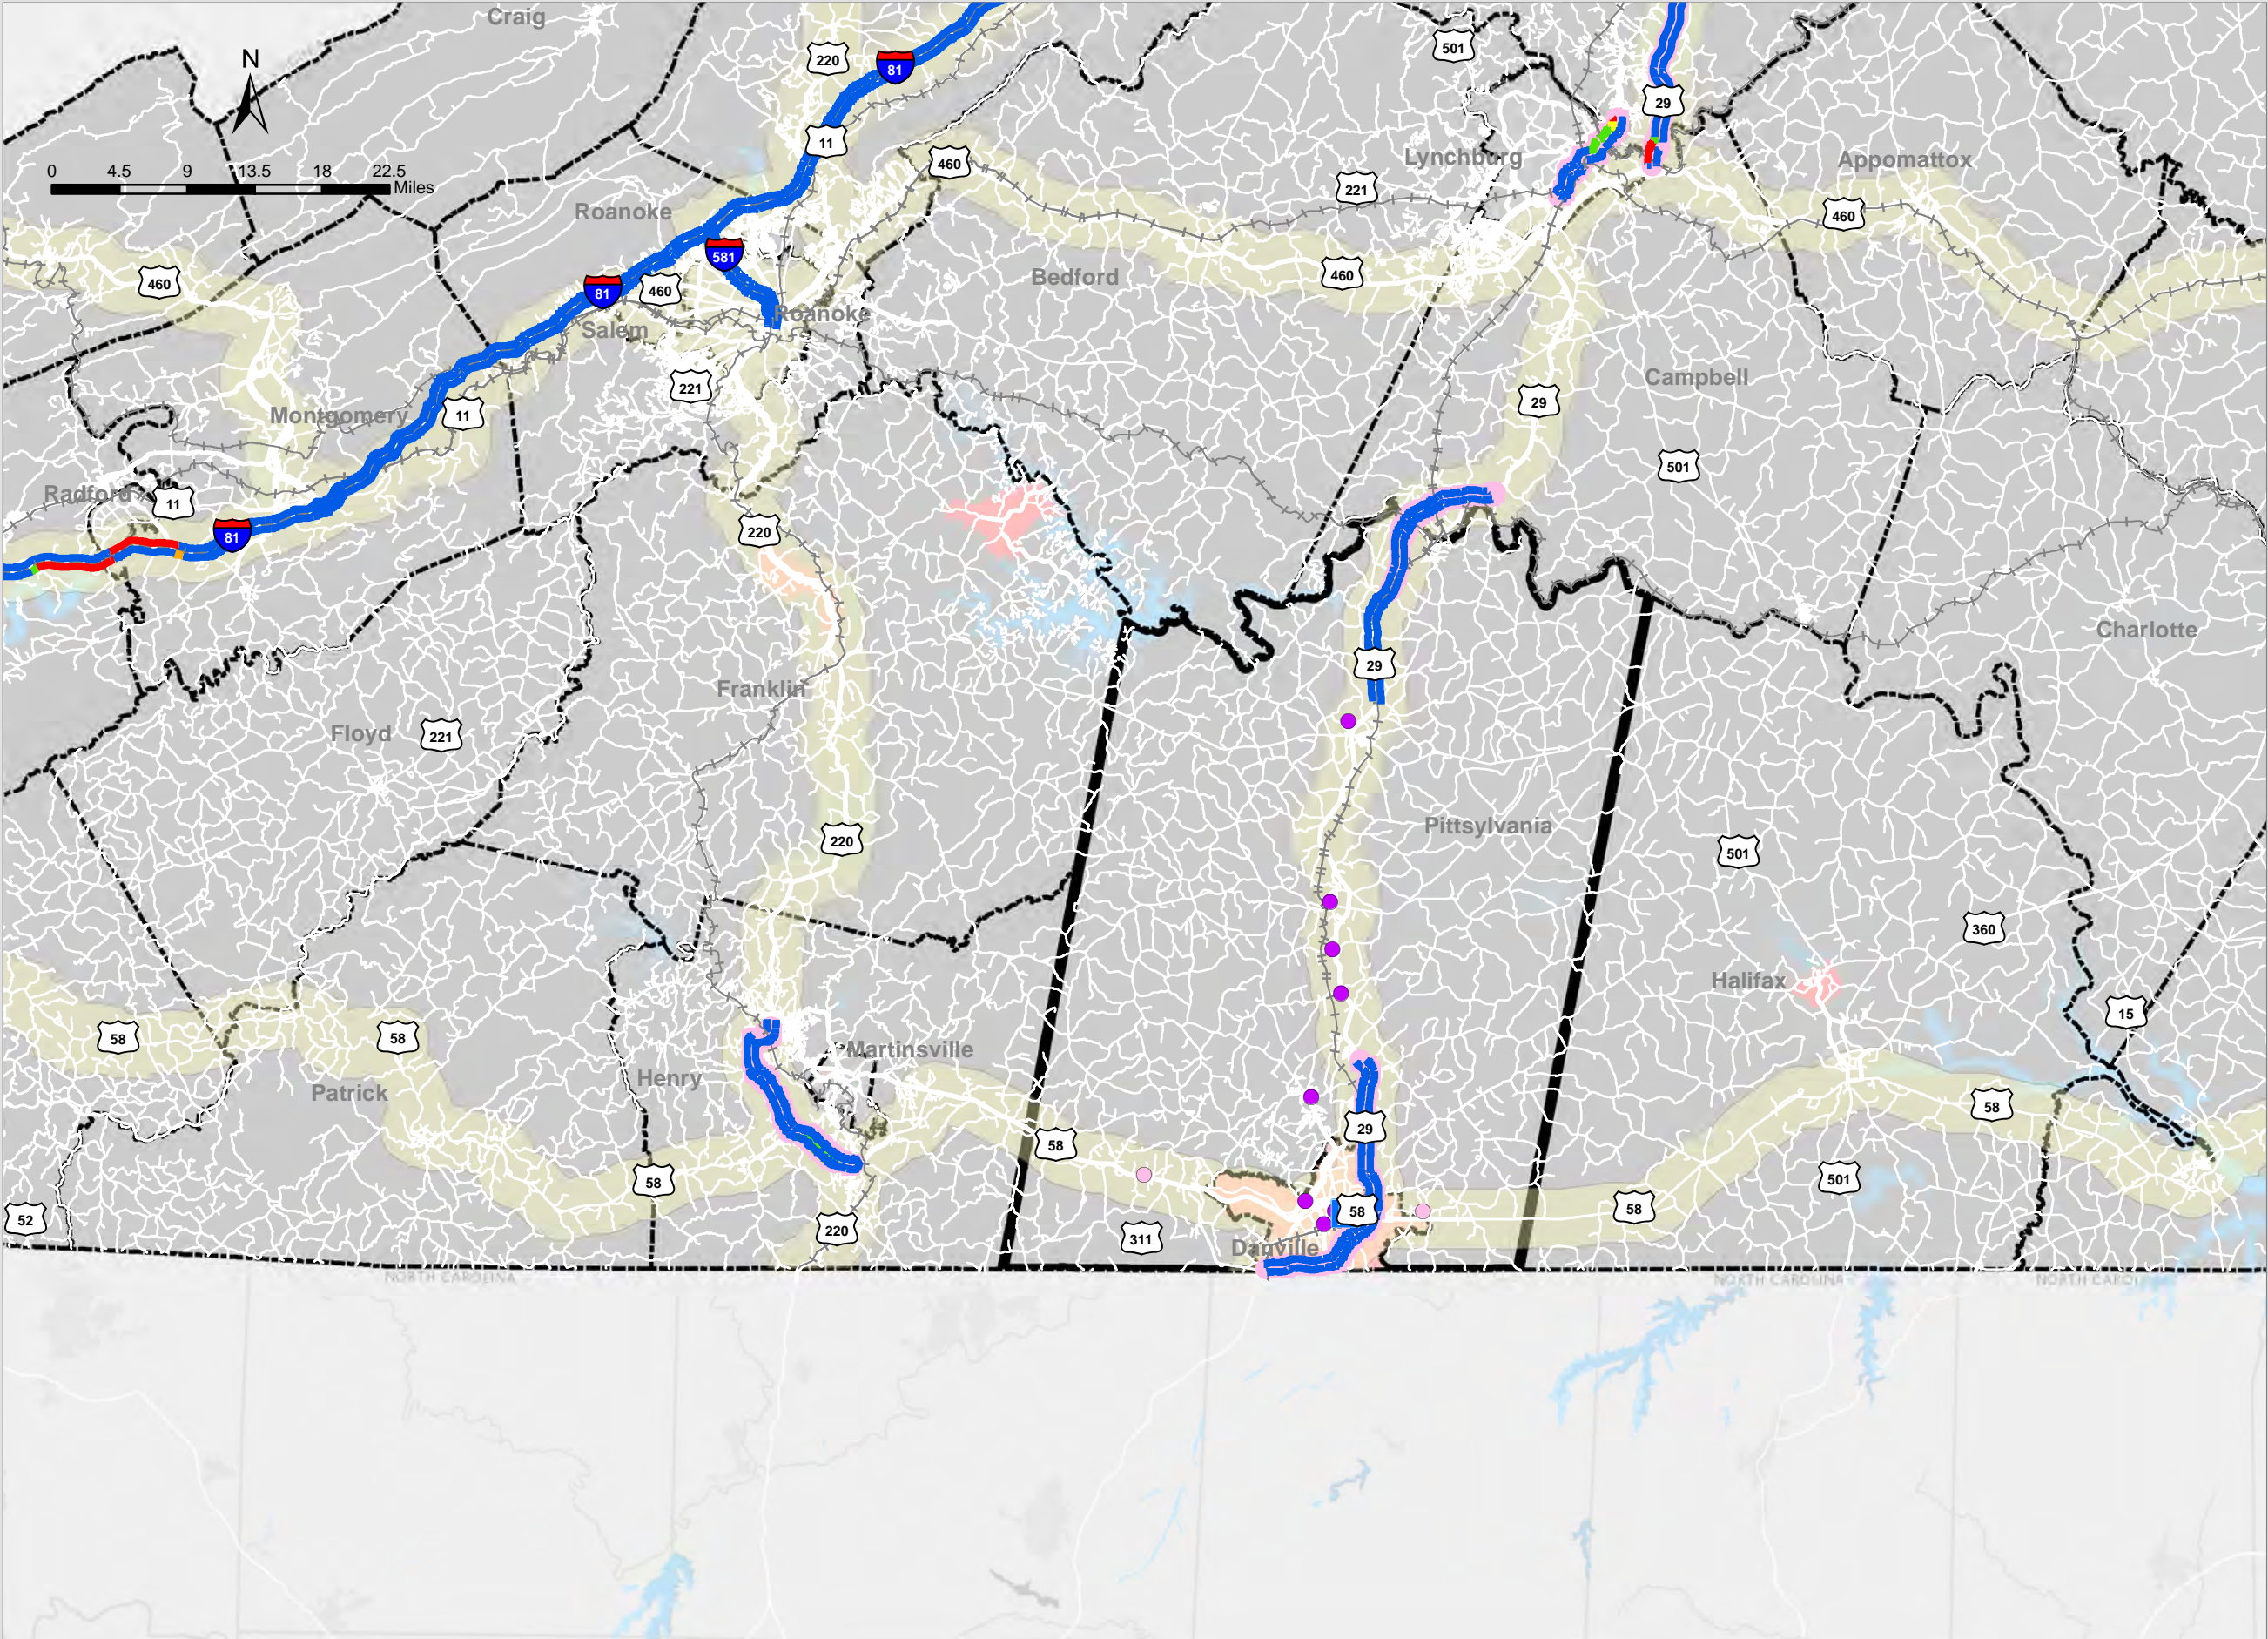 Craig
501
220
81
N
29
11
Lynchburg
Appomattox
460
0 4.5 9 13.5 18 22.5
Miles
221
Roanoke
460
581
Bedford
460
460
81
460
Roanoke
Salem
221
Campbell
Montgomery
11
29
501
Radford
11
220
81
Charlotte
29
Franklin
Floyd
221
Pittsylvania
220
501
360
Halifax
15
58
58
Martinsville
Henry
Patrick
58
29
58
58
501
58
58
52
220
311
Danville
NORTH CAROLINA
NORTH CAROLINA
NORTH CAROL